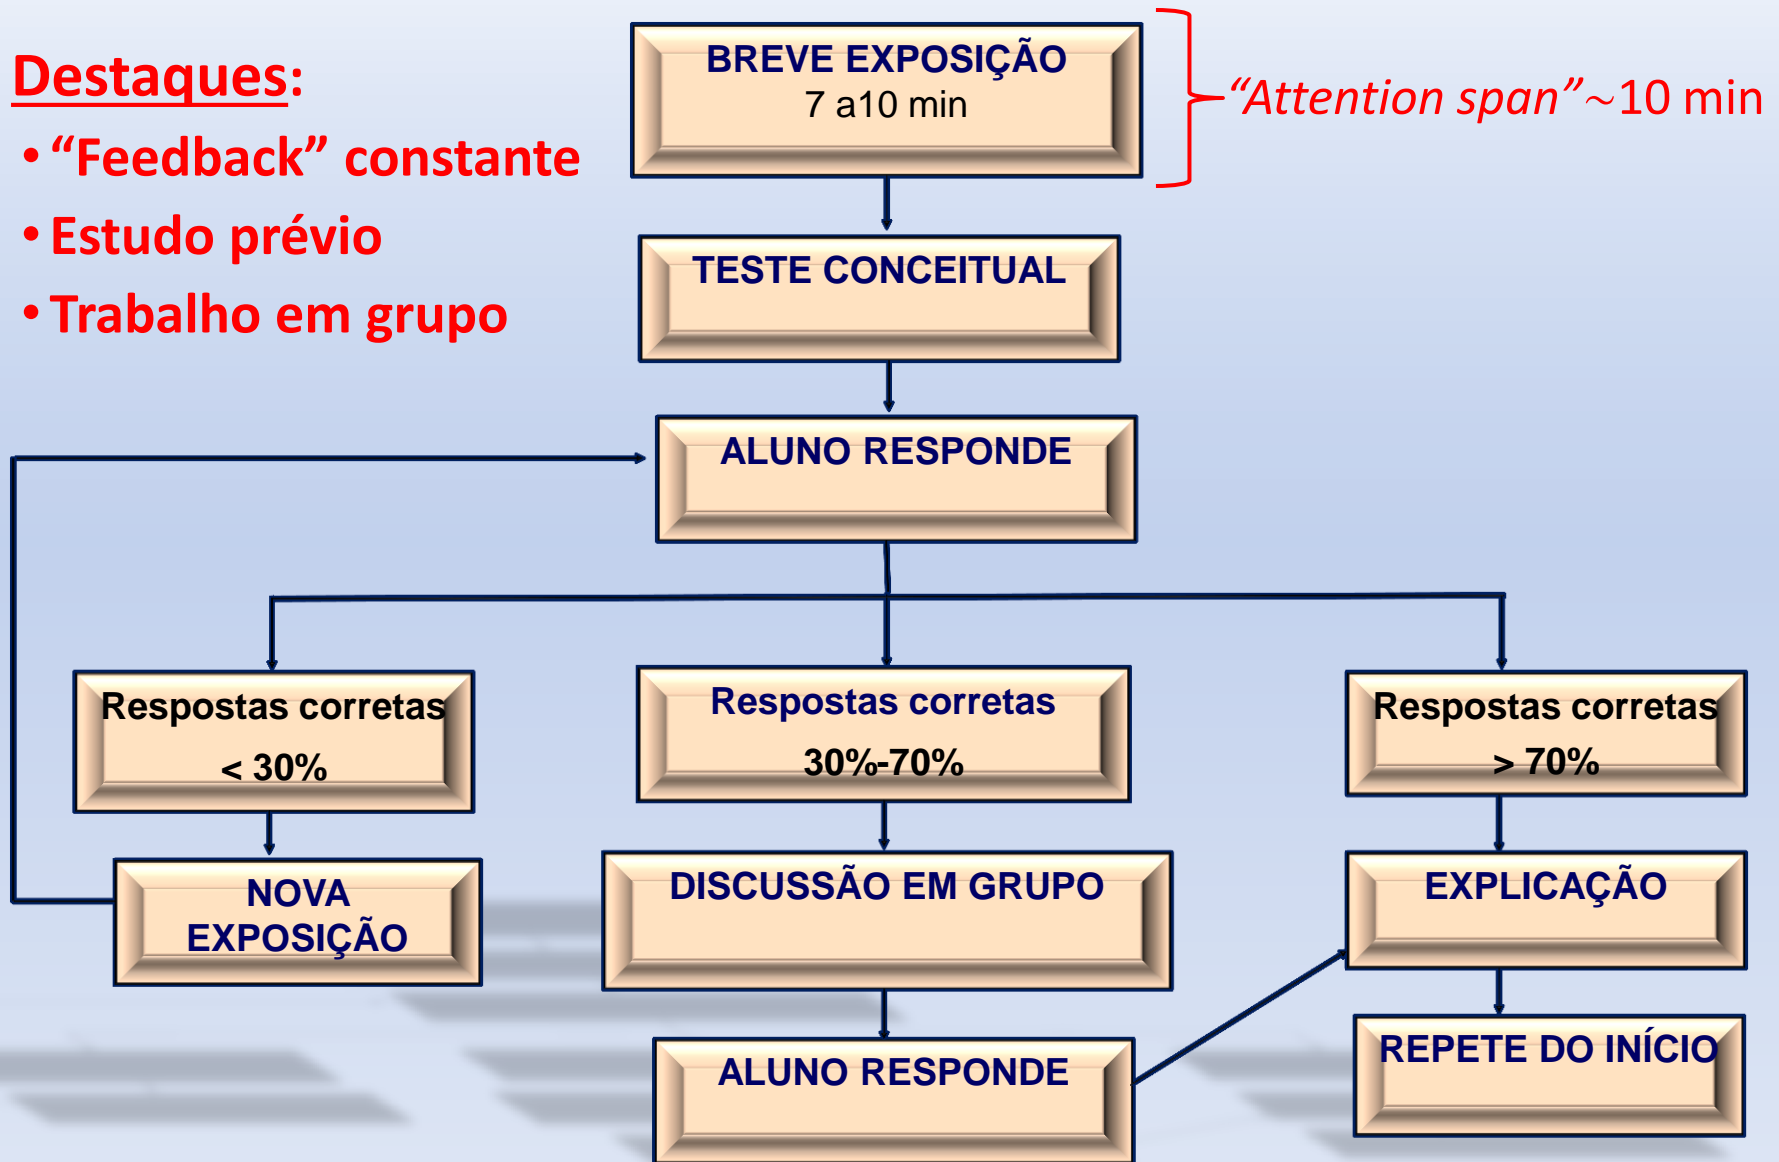 Destaques:
• “Feedback” constante
• Estudo prévio
• Trabalho em grupo
BREVE EXPOSIÇÃO
7 a10 min
“Attention span”~10 min
TESTE CONCEITUAL
ALUNO RESPONDE
Respostas corretas
< 30%
Respostas corretas
30%-70%
Respostas corretas
> 70%
NOVA
EXPOSIÇÃO
DISCUSSÃO EM GRUPO
EXPLICAÇÃO
ALUNO RESPONDE
REPETE DO INÍCIO